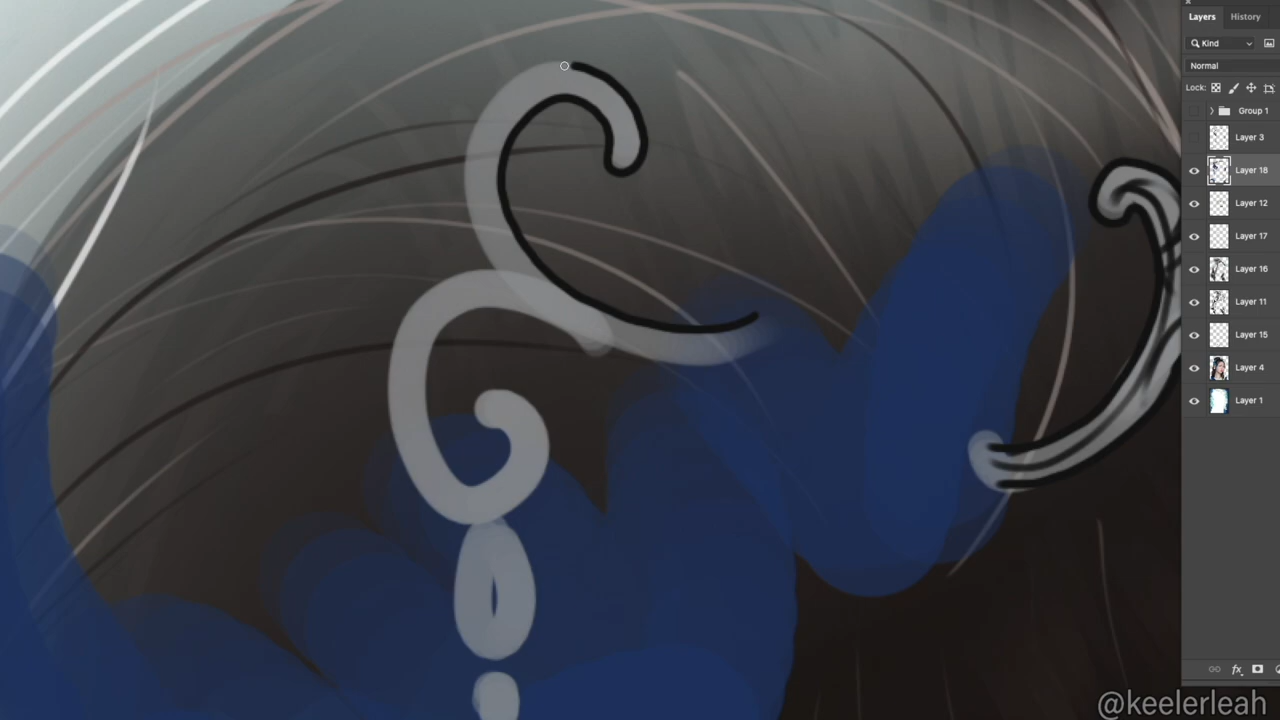 Layers History
Kind
Normal
Lock:
Group 1
Layer 3
Layer 18
Layer 12
Layer 17
Layer 16
Layer 11
Layer 15
Layer 4
Layer 1
fx
@keelerleah